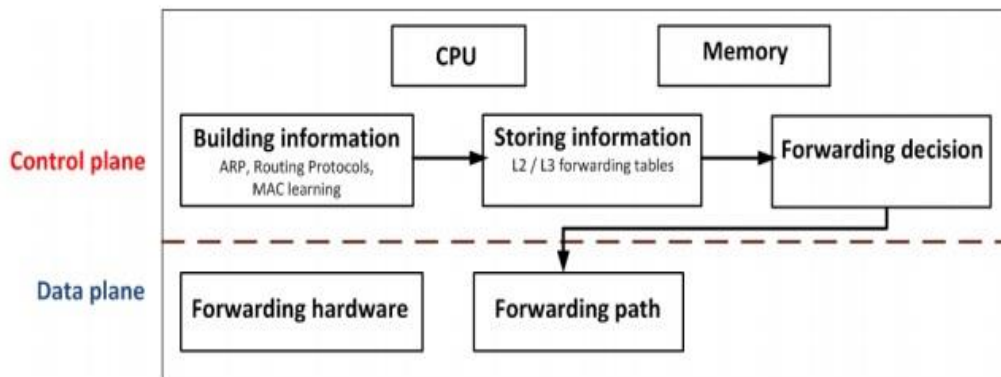 CPU
Memory
Control plane
Building information
ARP, Routing Protocols,
MAC learning
Storing information
L2 / L3 forwarding tables
Forwarding decision
Data plane
Forwarding hardware
Forwarding path